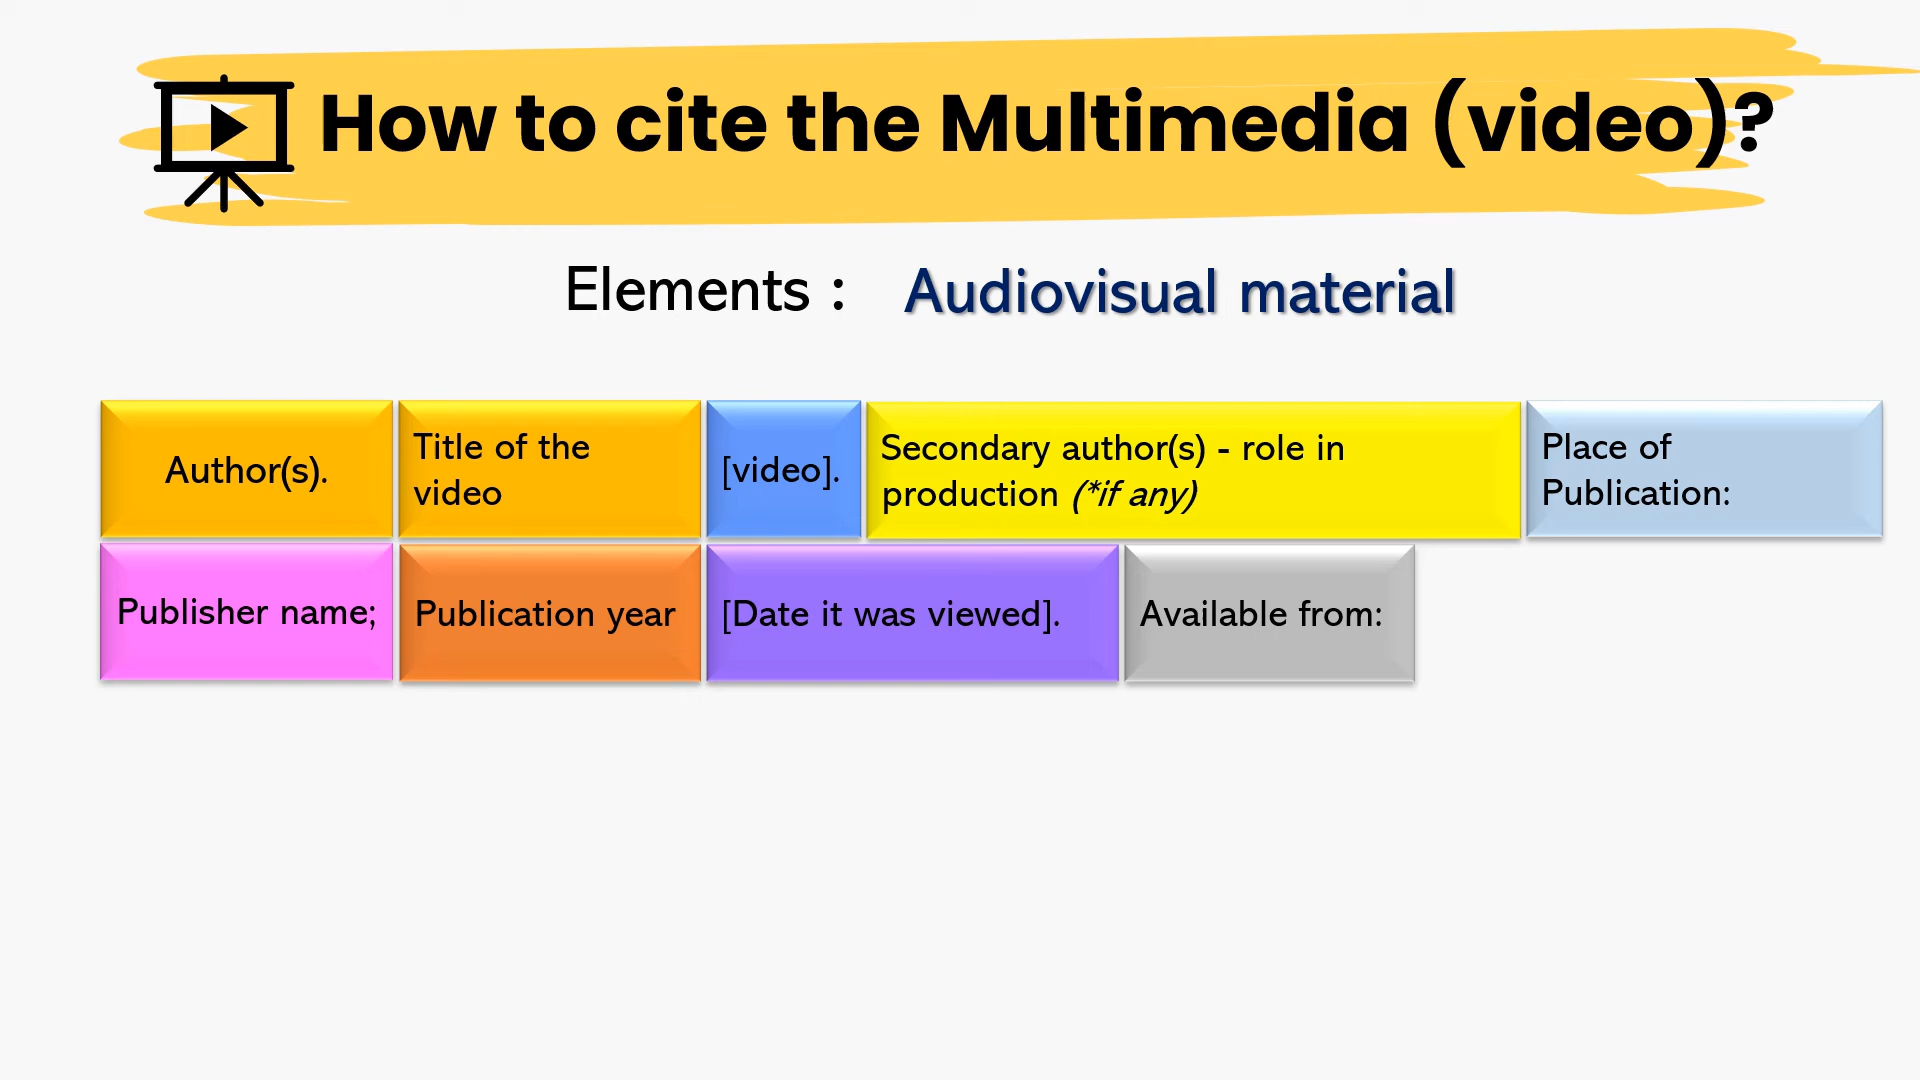 How to cite the Multimedia (video)?
Elements : Audiovisual material
Author(s).
Title of the
video
[video].
Secondary author(s) - role in
production (*if any)
Place of
Publication:
Publisher name;
Publication year
[Date it was viewed].
Available from: